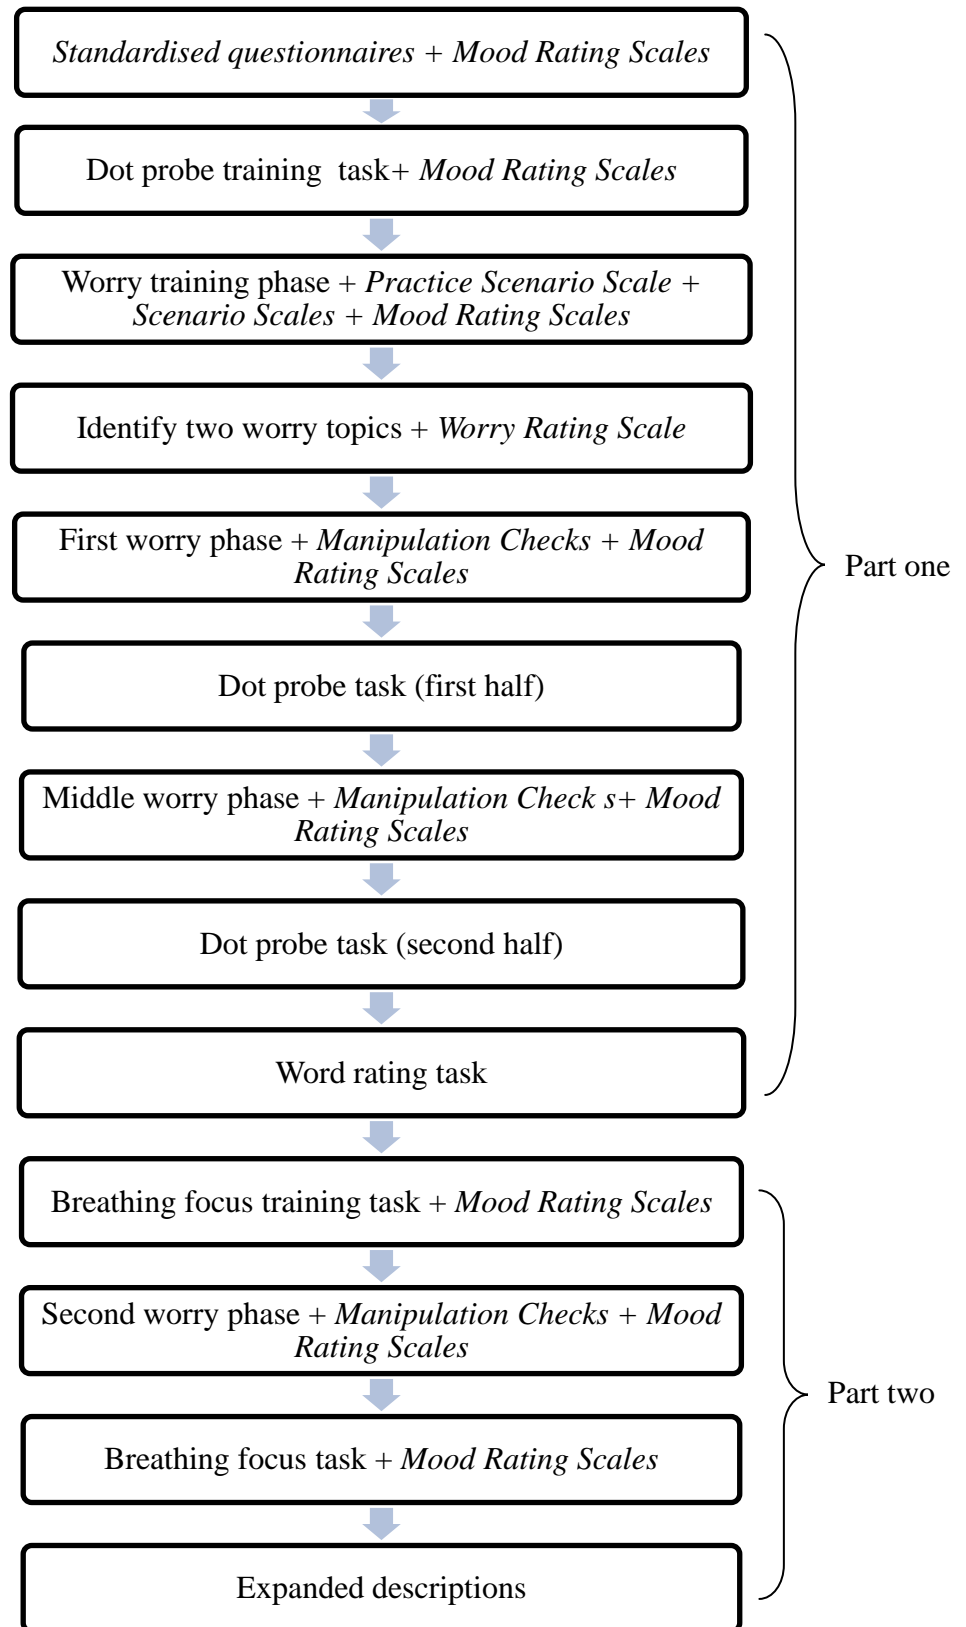 Standardised questionnaires + Mood Rating Scales
Dot probe training task+ Mood Rating Scales
Worry training phase + Practice Scenario Scale +
Scenario Scales + Mood Rating Scales
Identify two worry topics + Worry Rating Scale
First worry phase + Manipulation Checks + Mood
Rating Scales
Part one
Dot probe task (first half)
Middle worry phase + Manipulation Check s+ Mood
Rating Scales
Dot probe task (second half)
Word rating task
Breathing focus training task + Mood Rating Scales
Second worry phase + Manipulation Checks + Mood
Rating Scales
Part two
Breathing focus task + Mood Rating Scales
Expanded descriptions